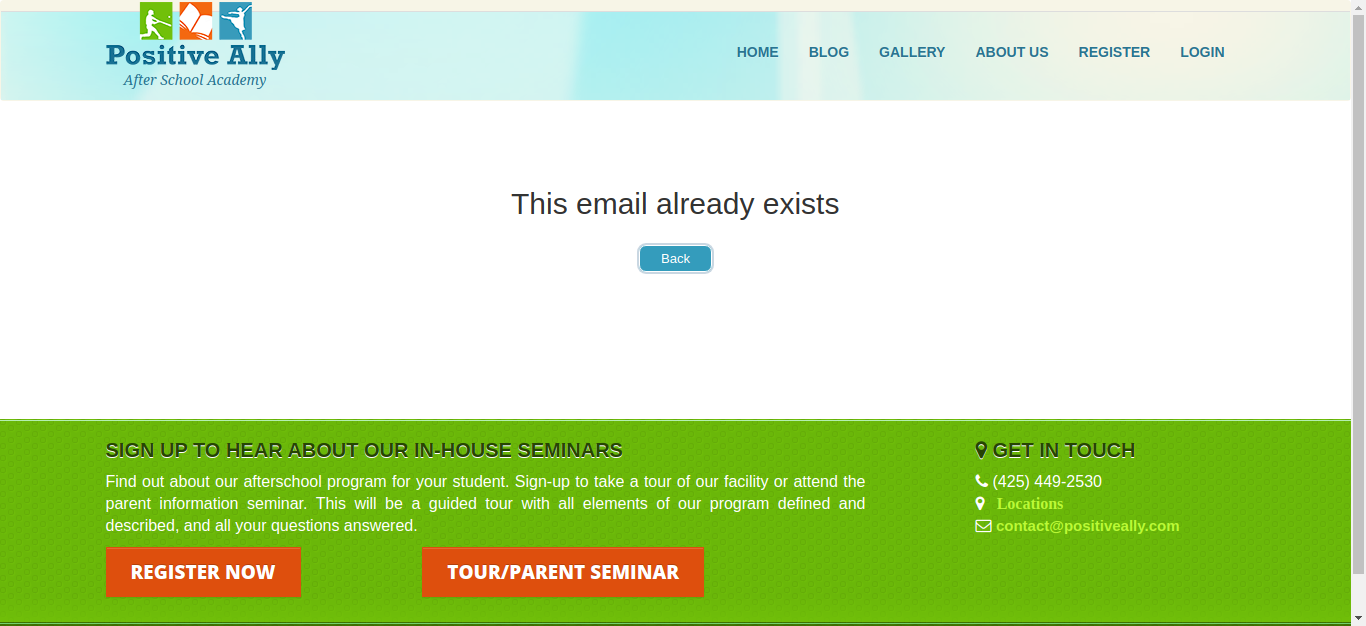 Positive Ally
After School Academy
HOME BLOG GALLERY ABOUT US REGISTER LOGIN
This email already exists
Back
SIGN UP TO HEAR ABOUT OUR IN-HOUSE SEMINARS
Find out about our afterschool program for your student. Sign-up to take a tour of our facility or attend the
parent information seminar. This will be a guided tour with all elements of our program defined and
described, and all your questions answered.
REGISTER NOW TOUR/PARENT SEMINAR
GET IN TOUCH
(425) 449-2530
Locations
contact@positiveally.com